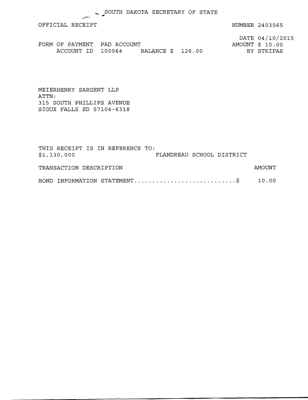 SOUTH DAKOTA SECRETARY OF STATE
OFFICIAL RECEIPT NUMBER 2403565
DATE 04/10/2015
FORM OF PAYMENT PAD ACCOUNT AMOUNT $ 10.00
ACCOUNT ID 100064 BALANCE $ 126.00 BY STRIPAX
MEIERHENRY SARGENT LLP
ATTN:
315 SOUTH PHILLIPS AVENUE
SIOUX FALLS SD 57104-6318
THIS RECEIPT IS IN REFERENCE TO:
$1,130,000 FLANDREAU SCHOOL DISTRICT
TRANSACTION DESCRIPTION AMOUNT
BOND INFORMATION STATEMENT............................$ 10.00